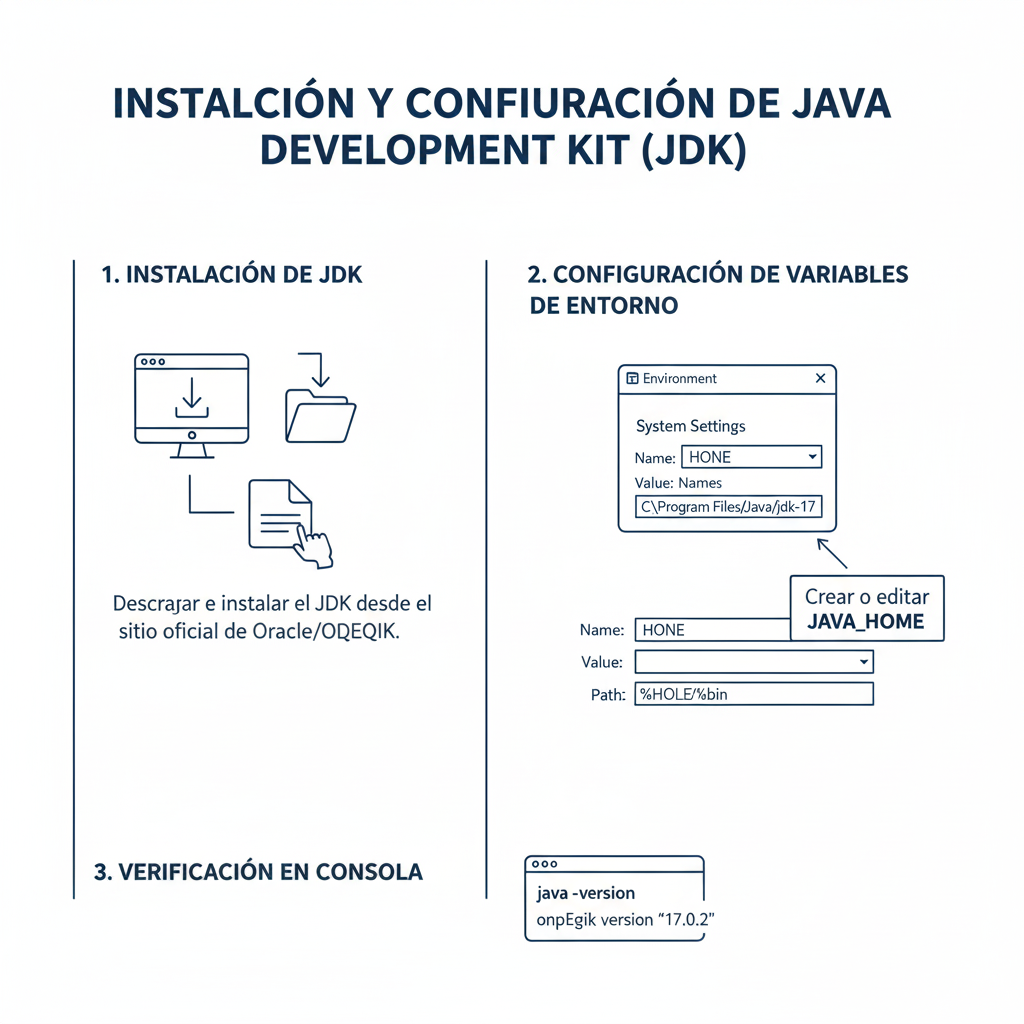 INSTALCIÓN Y CONFIURACIÓN DE JAVA
DEVELOPMENT KIT (JDK)
1. INSTALACIÓN DE JDK
Descrajar e instalar el JDK desde el
sitio oficial de Oracle/OQEQIK.
2. CONFIGURACIÓN DE VARIABLES
DE ENTORNO
Environment
System Settings
Name: HONE
Value: Names
C\Program Files/Java/jdk-17
Crear o editar
JAVA_HOME
Name: HONE
Value:
Path: %HOLE/%bin
3. VERIFICACIÓN EN CONSOLA
java -version
onpEgik version "17.0.2"